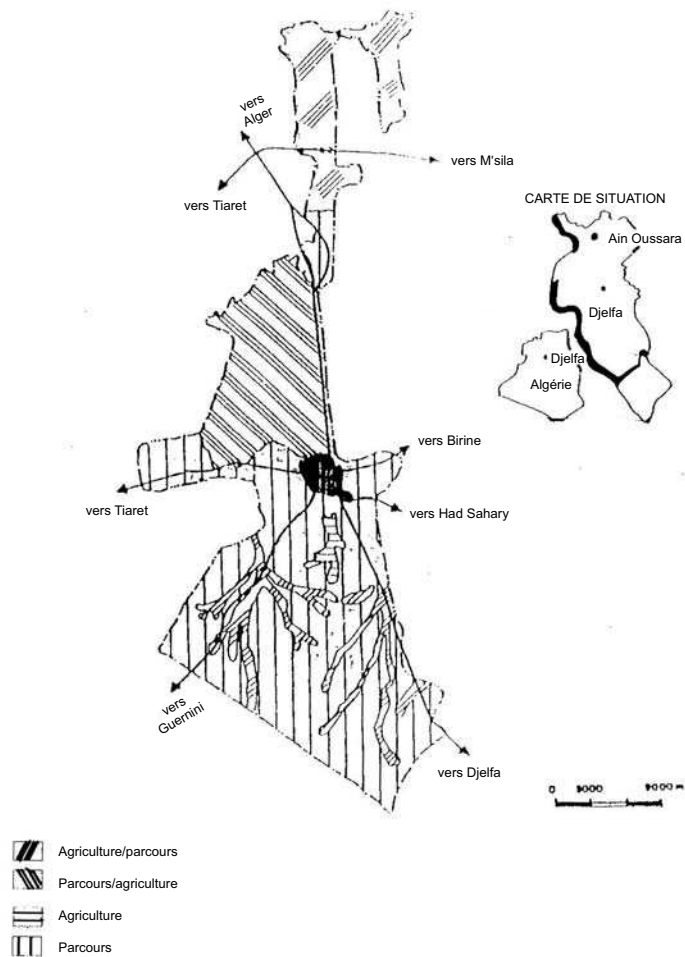 vers
Alger
vers M'sila
vers Tiaret
CARTE DE SITUATION
Ain Oussara
Djelfa
Djelfa
Algérie
vers Birine
vers Tiaret
vers Had Sahary
vers
Guernini
vers Djelfa
0
Agriculture/parcours
Parcours/agriculture
Agriculture
Parcours